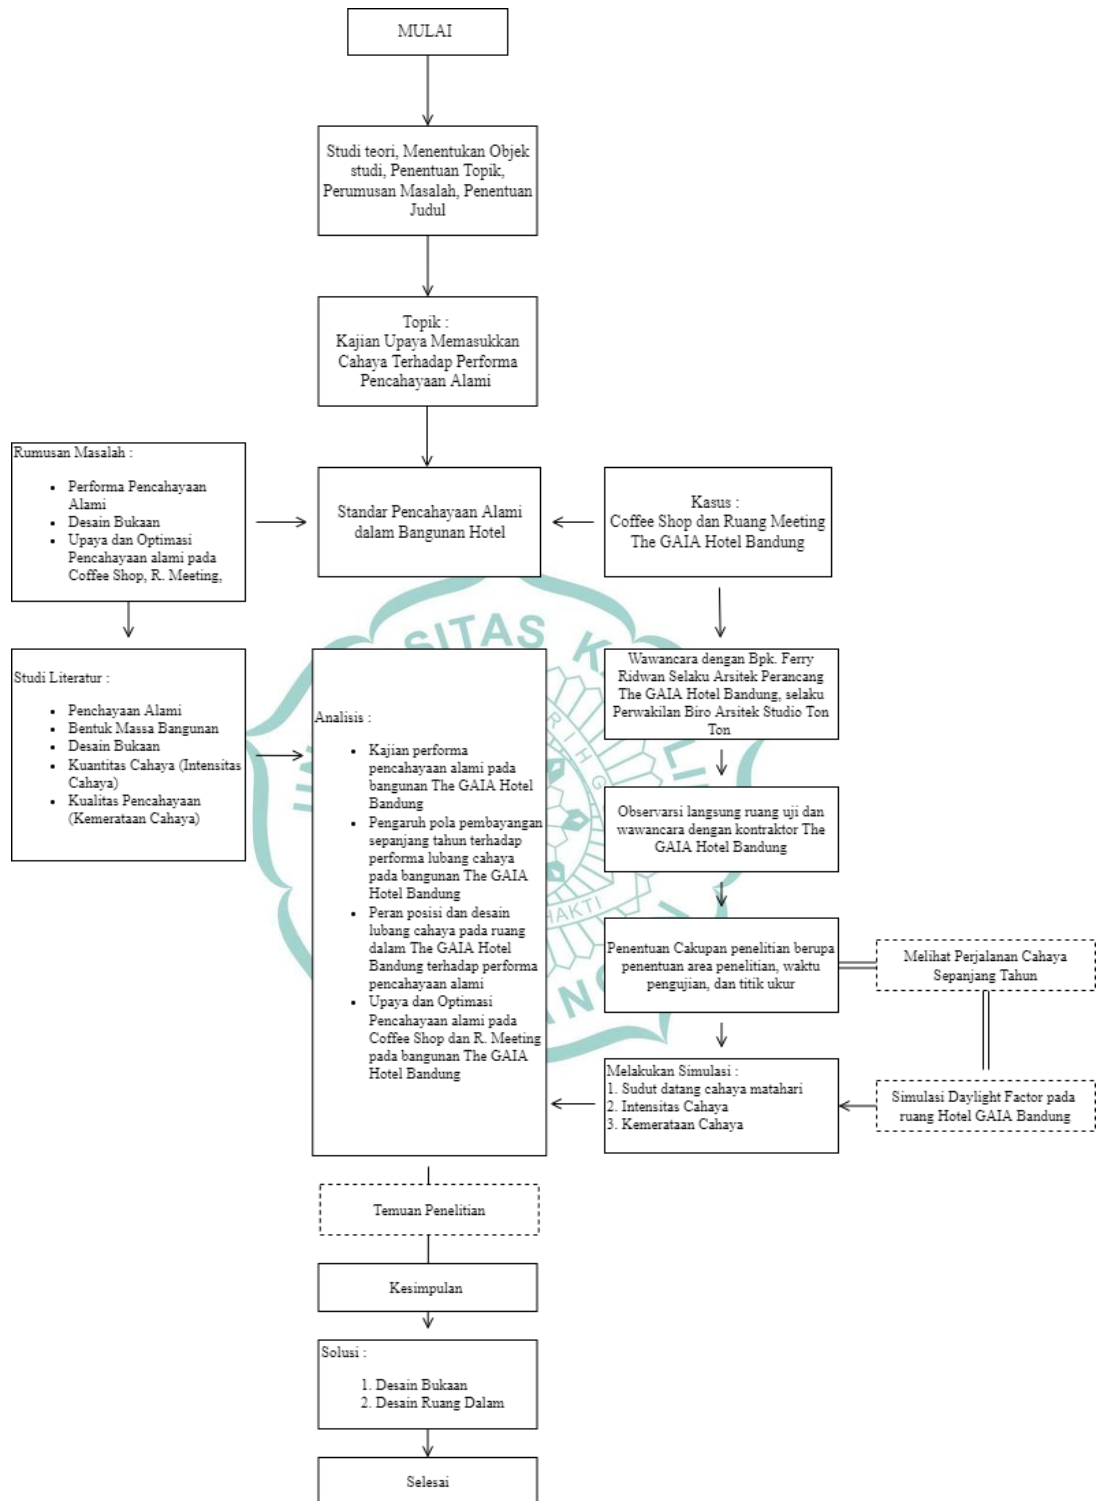 MULAI
Studi teori, Menentukan Objek
studi, Penentuan Topik,
Perumusan Masalah, Penentuan
Judul
Topik :
Kajian Upaya Memasukkan
Cahaya Terhadap Performa
Pencahayaan Alami
Rumusan Masalah :
• Performa Pencahayaan
Alami
• Desain Bukaan
• Upaya dan Optimasi
Pencahayaan alami pada
Coffee Shop, R. Meeting,
Standar Pencahayaan Alami
dalam Bangunan Hotel
Kasus :
Coffee Shop dan Ruang Meeting
The GAIA Hotel Bandung
Studi Literatur :
• Penchayaan Alami
• Bentuk Massa Bangunan
• Desain Bukaan
• Kuantitas Cahaya (Intensitas
Cahaya)
• Kualitas Pencahayaan
(Kemerataan Cahaya)
Analisis :
• Kajian performa
pencahayaan alami pada
bangunan The GAIA Hotel
Bandung
• Pengaruh pola pembayangan
sepanjang tahun terhadap
performa lubang cahaya
pada bangunan The GAIA
Hotel Bandung
• Peran posisi dan desain
lubang cahaya pada ruang
dalam The GAIA Hotel
Bandung terhadap performa
pencahayaan alami
• Upaya dan Optimasi
Pencahayaan alami pada
Coffee Shop dan R. Meeting
pada bangunan The GAIA
Hotel Bandung
Wawancara dengan Bpk. Ferry
Ridwan Selaku Arsitek Perancang
The GAIA Hotel Bandung, selaku
Perwakilan Biro Arsitek Studio Ton
Ton
Observarsi langsung ruang uji dan
wawancara dengan kontraktor The
GAIA Hotel Bandung
Penentuan Cakupan penelitian berupa
penentuan area penelitian, waktu
pengujian, dan titik ukur
Melihat Perjalanan Cahaya
Sepanjang Tahun
Melakukan Simulasi :
1. Sudut datang cahaya matahari
2. Intensitas Cahaya
3. Kemerataan Cahaya
Simulasi Daylight Factor pada
ruang Hotel GAIA Bandung
Temuan Penelitian
Kesimpulan
Solusi :
1. Desain Bukaan
2. Desain Ruang Dalam
Selesai